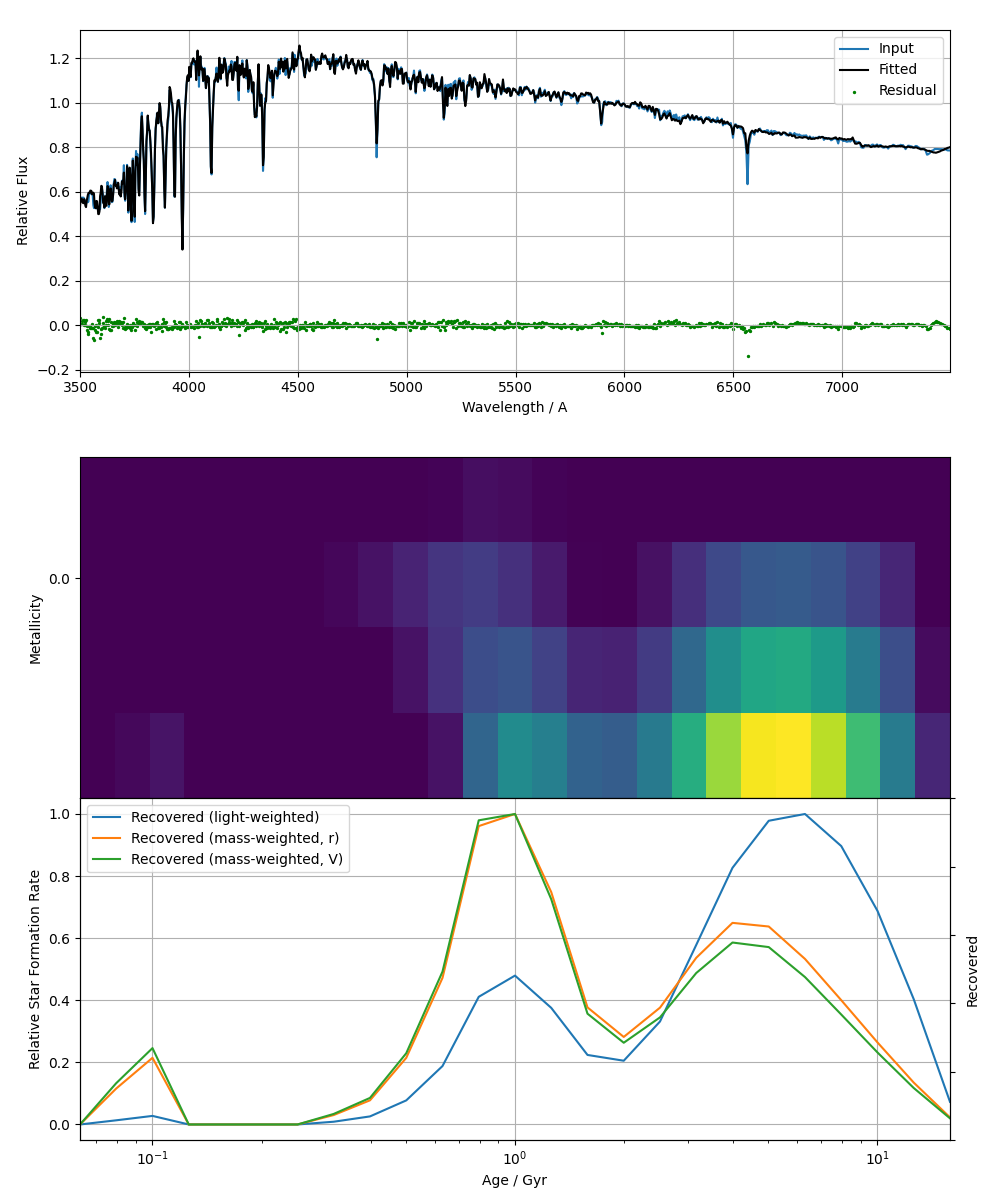 1.2
1.0
0.8
0.6
0.4
0.2
0.0
−0.2
Relative Flux
Input
Fitted
Residual
3500
4000
4500
5000
5500
6000
6500
7000
Wavelength / A
0.0
Metallicity
1.0
0.8
0.6
0.4
0.2
0.0
Relative Star Formation Rate
Recovered (light-weighted)
Recovered (mass-weighted, r)
Recovered (mass-weighted, V)
Recovered
10⁻¹
10⁰
10¹
Age / Gyr